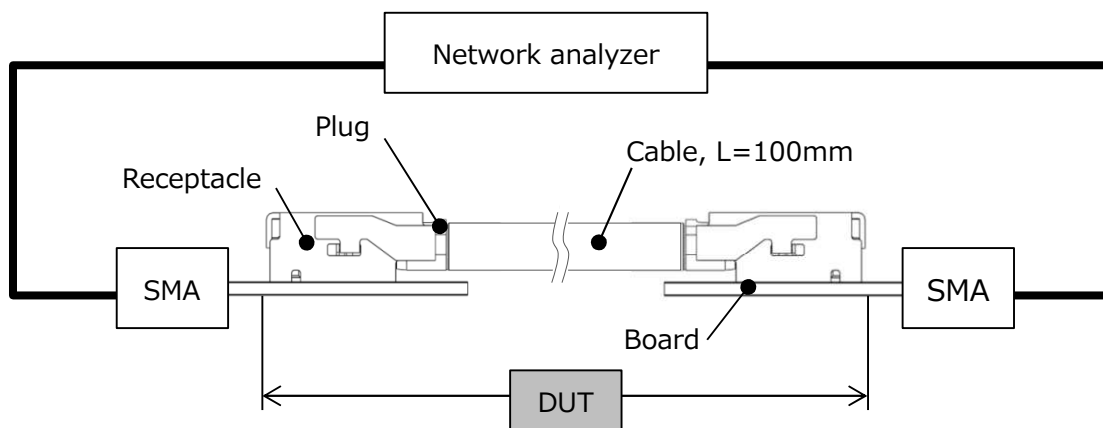 Network analyzer
Plug
Cable, L=100mm
Receptacle
SMA
SMA
Board
DUT